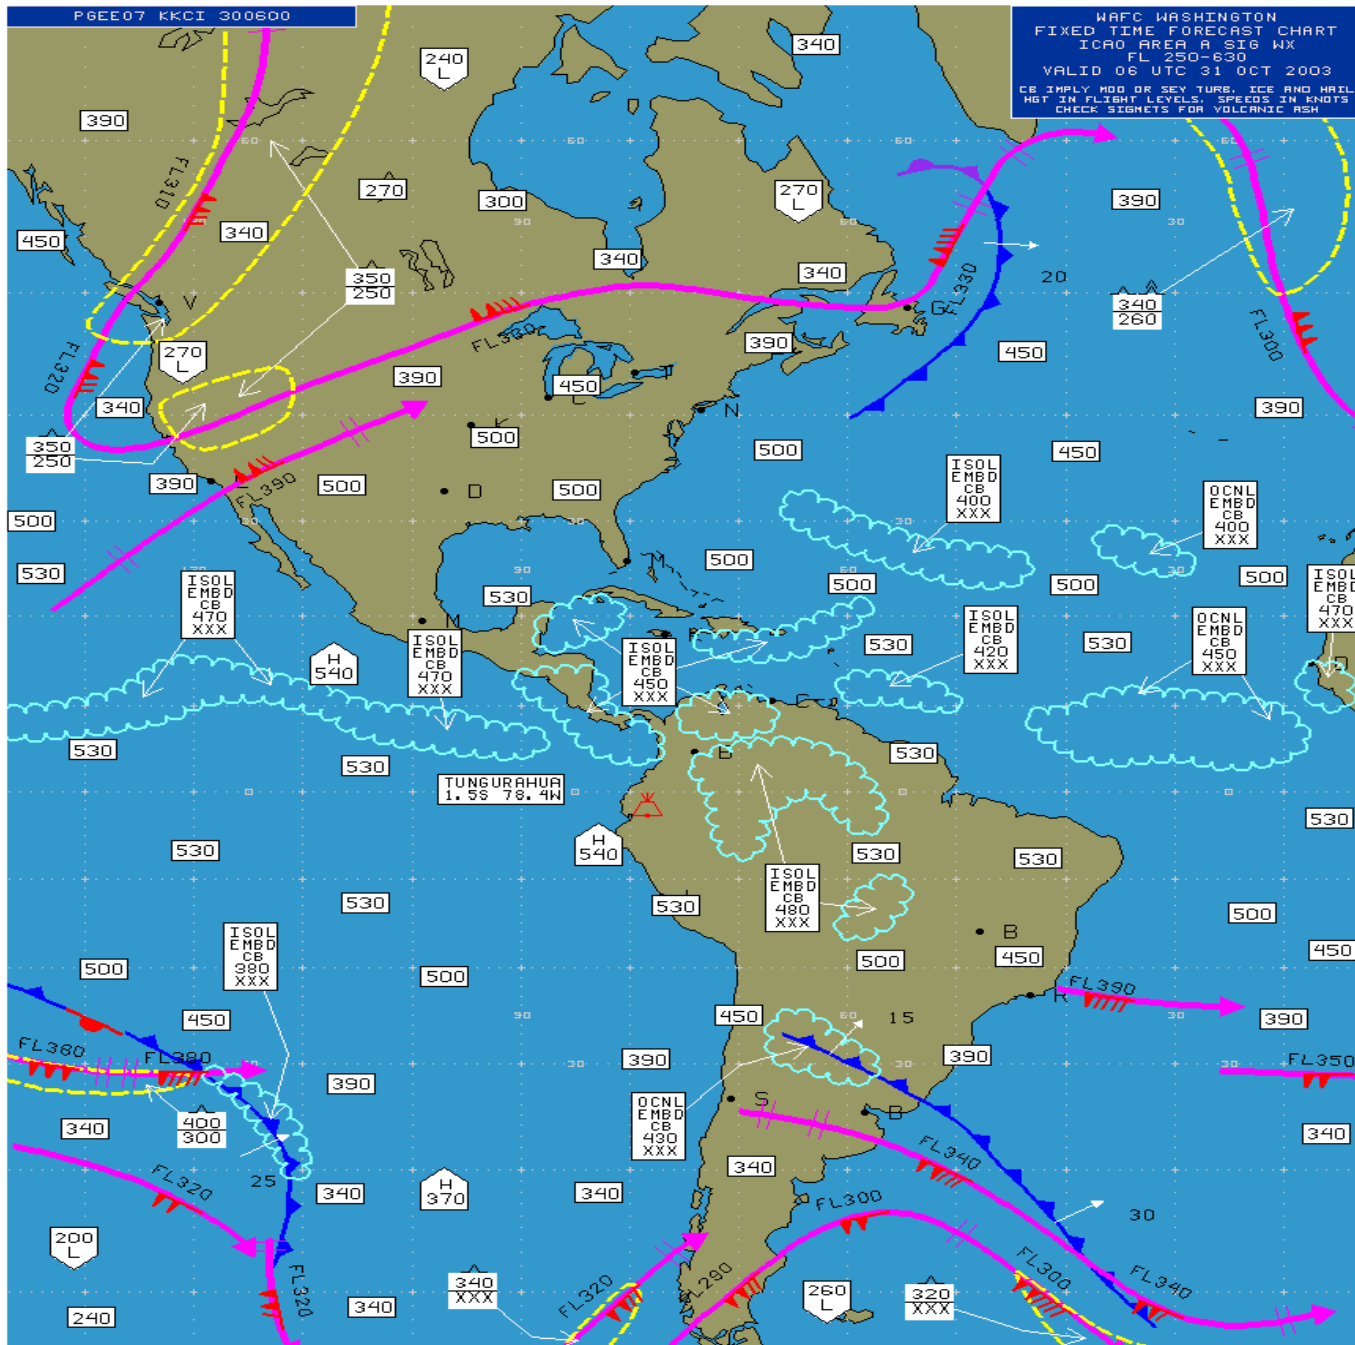 PGEE07 KKCI 300600
WAFC WASHINGTON
FIXED TIME FORECAST CHART
ICAO AREA A SIG WX
FL 250-630
VALID 06 UTC 31 OCT 2003
CB IMPLY MOD OR SEV TURB. ICE AND HAIL
HGT IN FLIGHT LEVELS. SPEEDS IN KNOTS
CHECK SIGMETS FOR VOLCANIC ASH
240
L
340
390
FL310
270
300
270
L
390
340
450
340
350
250
340
20
340
260
V
FL330
G
FL330
FL300
FL320
270
L
390
450
390
T
450
C
340
390
N
K
500
350
250
500
450
390
500
500
FL390
D
ISOL
EMBD
CB
400
XXX
OCNL
EMBD
CB
400
XXX
500
530
M
500
500
500
500
ISOL
EMBD
CB
470
XXX
530
ISOL
EMBD
CB
470
XXX
M
ISOL
EMBD
CB
470
XXX
ISOL
EMBD
CB
450
XXX
ISOL
EMBD
CB
420
XXX
530
530
OCNL
EMBD
CB
450
XXX
H
540
C
530
530
B
530
TUNGURAHUA
1.5S 78.4W
530
530
H
540
530
530
530
530
ISOL
EMBD
CB
480
XXX
500
ISOL
EMBD
CB
380
XXX
B
450
450
500
500
500
FL390
R
450
450
15
390
FL380
FL380
390
390
390
FL350
400
300
S
B
OCNL
EMBD
CB
430
XXX
340
340
FL340
340
25
FL320
340
H
370
340
FL300
30
200
L
FL320
340
XXX
FL320
L290
260
L
320
XXX
FL300
FL340
340
240